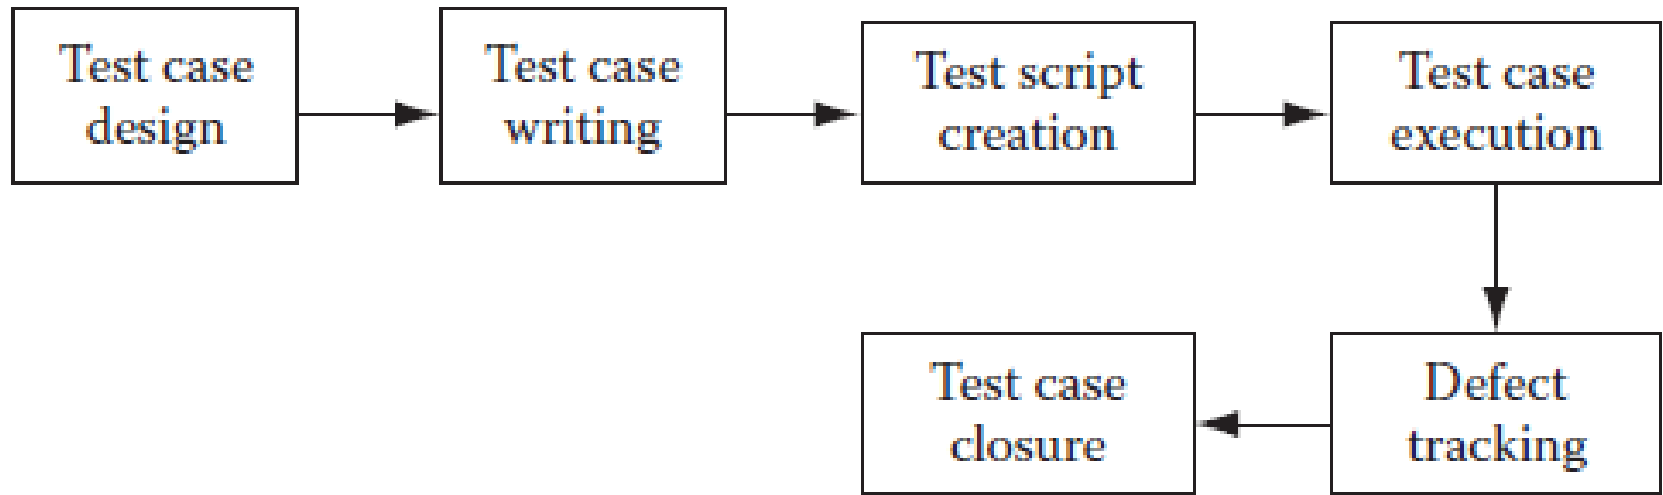 Test case
design
Test case
writing
Test script
creation
Test case
execution
Defect
tracking
Test case
closure